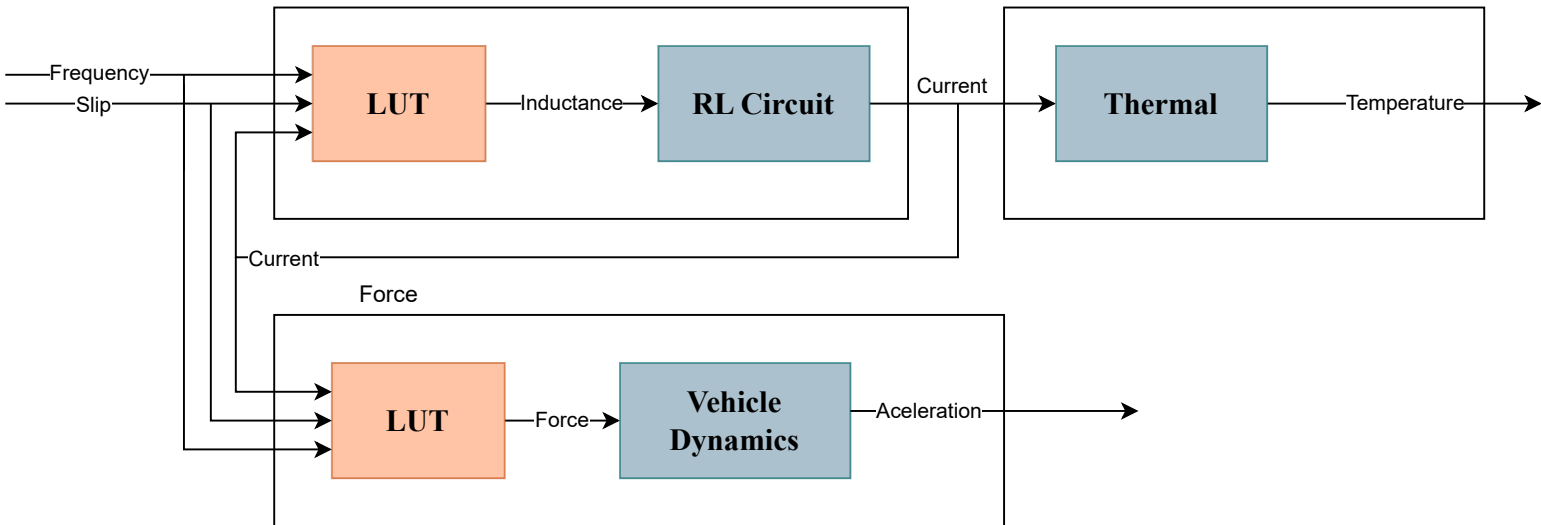 Frequency
Slip
LUT
Inductance
RL Circuit
Current
Thermal
Temperature
Current
Force
LUT
Force
Vehicle
Dynamics
Aceleration